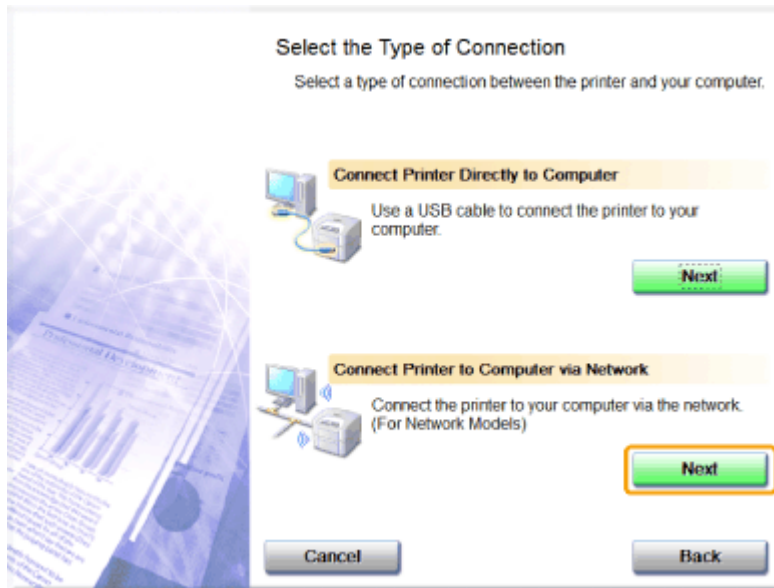 Select the Type of Connection
Select a type of connection between the printer and your computer.
Connect Printer Directly to Computer
Use a USB cable to connect the printer to your
computer.
Next
Connect Printer to Computer via Network
Connect the printer to your computer via the network.
(For Network Models)
Next
Cancel
Back